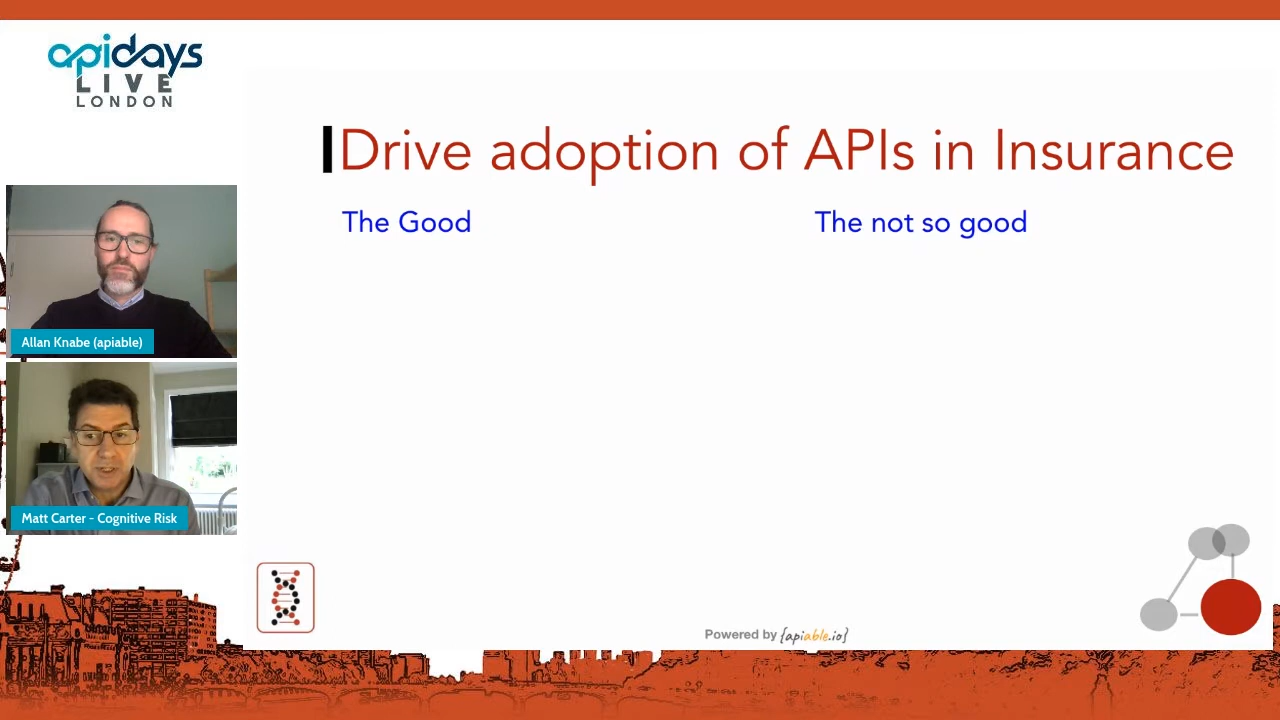 apidays
LIVE
LONDON
Drive adoption of APIs in Insurance
The Good
The not so good
Allan Knabe (apiable)
Matt Carter - Cognitive Risk
Powered by {apiable.io}